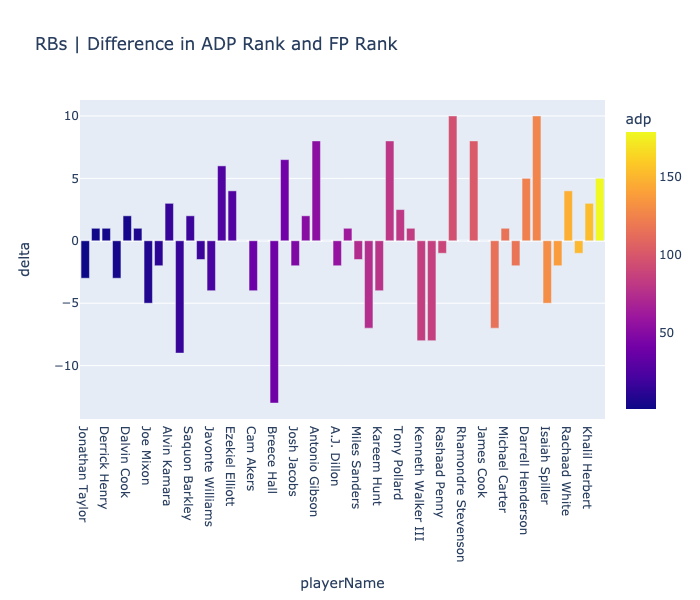 RBs | Difference in ADP Rank and FP Rank
adp
10
5
0
−5
−10
delta
150
100
50
Jonathan Taylor
Derrick Henry
Dalvin Cook
Joe Mixon
Alvin Kamara
Saquon Barkley
Javonte Williams
Ezekiel Elliott
Cam Akers
Breece Hall
Josh Jacobs
Antonio Gibson
A.J. Dillon
Miles Sanders
Kareem Hunt
Tony Pollard
Kenneth Walker III
Rashaad Penny
Rhamondre Stevenson
James Cook
Michael Carter
Darrell Henderson
Isaiah Spiller
Rachaad White
Khalil Herbert
playerName